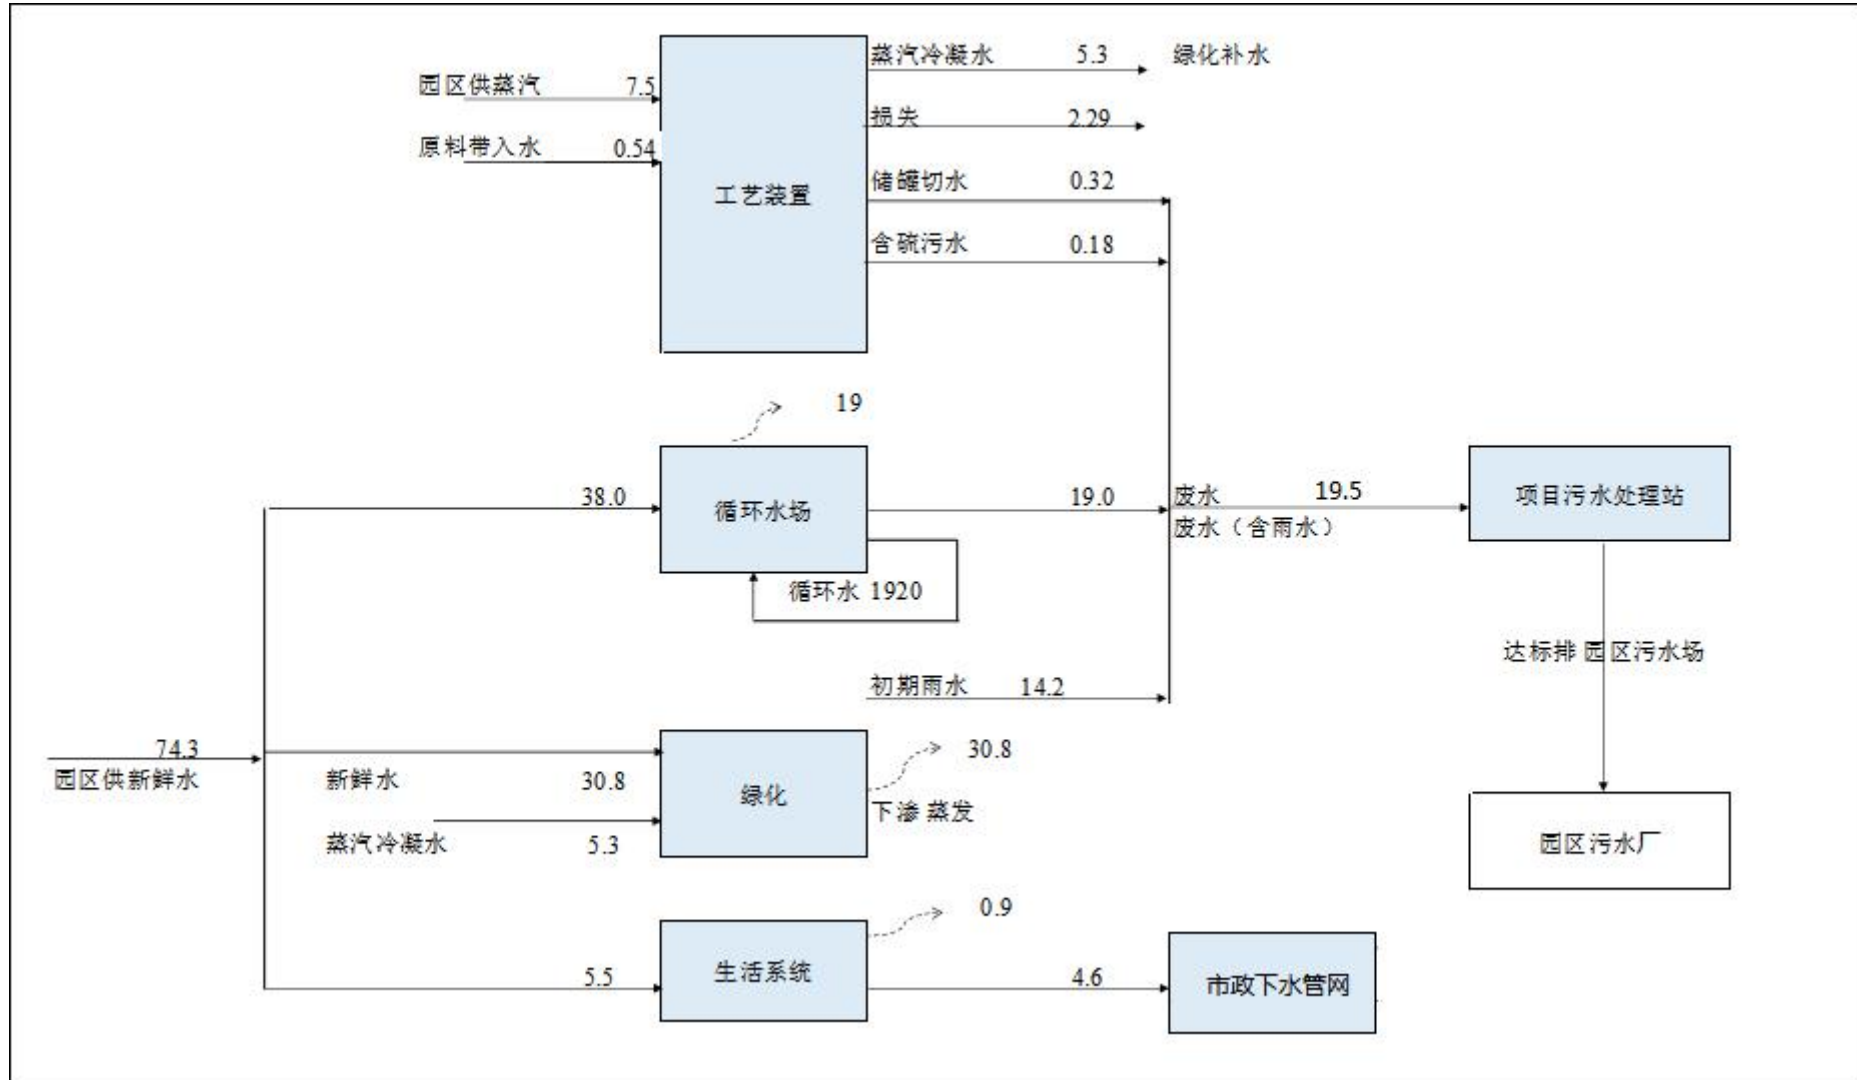 蒸汽冷凝水 5.3 绿化补水
园区供蒸汽 7.5
损失 2.29
原料带入水 0.54
储罐切水 0.32
工艺装置
含硫污水 0.18
19
38.0
循环水场
19.0
废水 19.5
项目污水处理站
废水（含雨水）
循环水 1920
达标排 园区污水场
初期雨水 14.2
74.3
园区供新鲜水
新鲜水 30.8
绿化
30.8
下渗 蒸发
蒸汽冷凝水 5.3
园区污水厂
0.9
5.5
生活系统
4.6
市政下水管网